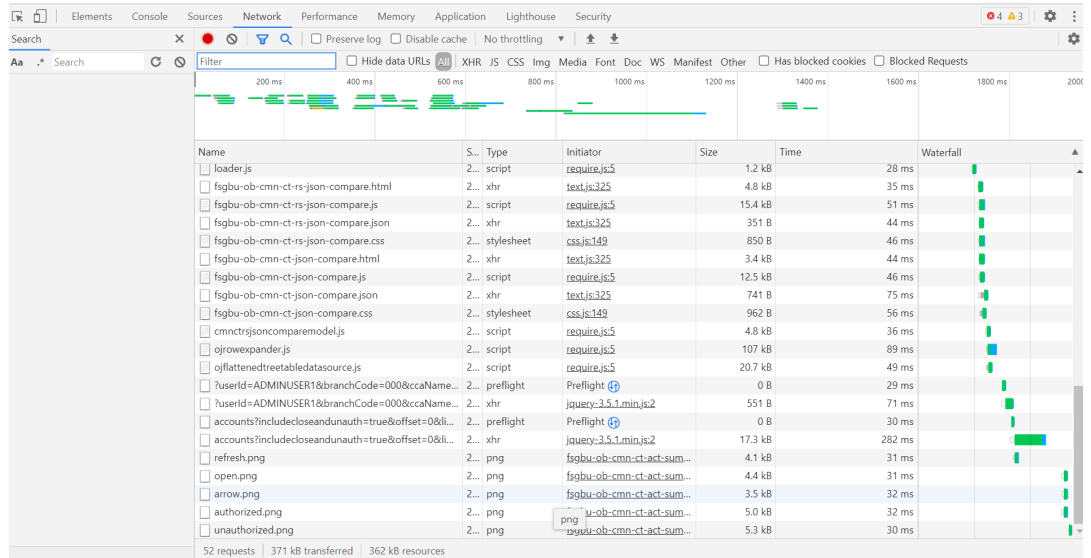 Elements Console Sources Network Performance Memory Application Lighthouse Security 4 3
Search Preserve log Disable cache No throttling
Aa .* Search Filter Hide data URLs All XHR JS CSS Img Media Font Doc WS Manifest Other Has blocked cookies Blocked Requests
200 ms 400 ms 600 ms 800 ms 1000 ms 1200 ms 1400 ms 1600 ms 1800 ms 2000
Name S... Type Initiator Size Time Waterfall
loader.js 2... script require.js:5 1.2 kB 28 ms
fsgbu-ob-cmn-ct-rs-json-compare.html 2... xhr text.js:325 4.8 kB 35 ms
fsgbu-ob-cmn-ct-rs-json-compare.js 2... script require.js:5 15.4 kB 51 ms
fsgbu-ob-cmn-ct-rs-json-compare.json 2... xhr text.js:325 351 B 44 ms
fsgbu-ob-cmn-ct-rs-json-compare.css 2... stylesheet css.js:149 850 B 46 ms
fsgbu-ob-cmn-ct-json-compare.html 2... xhr text.js:325 3.4 kB 44 ms
fsgbu-ob-cmn-ct-json-compare.js 2... script require.js:5 12.5 kB 46 ms
fsgbu-ob-cmn-ct-json-compare.json 2... xhr text.js:325 741 B 75 ms
fsgbu-ob-cmn-ct-json-compare.css 2... stylesheet css.js:149 962 B 56 ms
cmnctrsjsoncomparemodel.js 2... script require.js:5 4.8 kB 36 ms
ojrowexpander.js 2... script require.js:5 107 kB 89 ms
ojflattenedtreetabledatasource.js 2... script require.js:5 20.7 kB 49 ms
?userId=ADMINUSER1&branchCode=000&ccaName... 2... preflight Preflight 0 B 29 ms
?userId=ADMINUSER1&branchCode=000&ccaName... 2... xhr jquery-3.5.1.min.js:2 551 B 71 ms
accounts?includecloseandunauth=true&offset=0&li... 2... preflight Preflight 0 B 30 ms
accounts?includecloseandunauth=true&offset=0&li... 2... xhr jquery-3.5.1.min.js:2 17.3 kB 282 ms
refresh.png 2... png fsgbu-ob-cmn-ct-act-sum... 4.1 kB 31 ms
open.png 2... png fsgbu-ob-cmn-ct-act-sum... 4.4 kB 31 ms
arrow.png 2... png fsgbu-ob-cmn-ct-act-sum... 3.5 kB 32 ms
authorized.png 2... png fsgbu-ob-cmn-ct-act-sum... 5.0 kB 32 ms
png
unauthorized.png 2... png 5.3 kB 30 ms
52 requests 371 kB transferred 362 kB resources